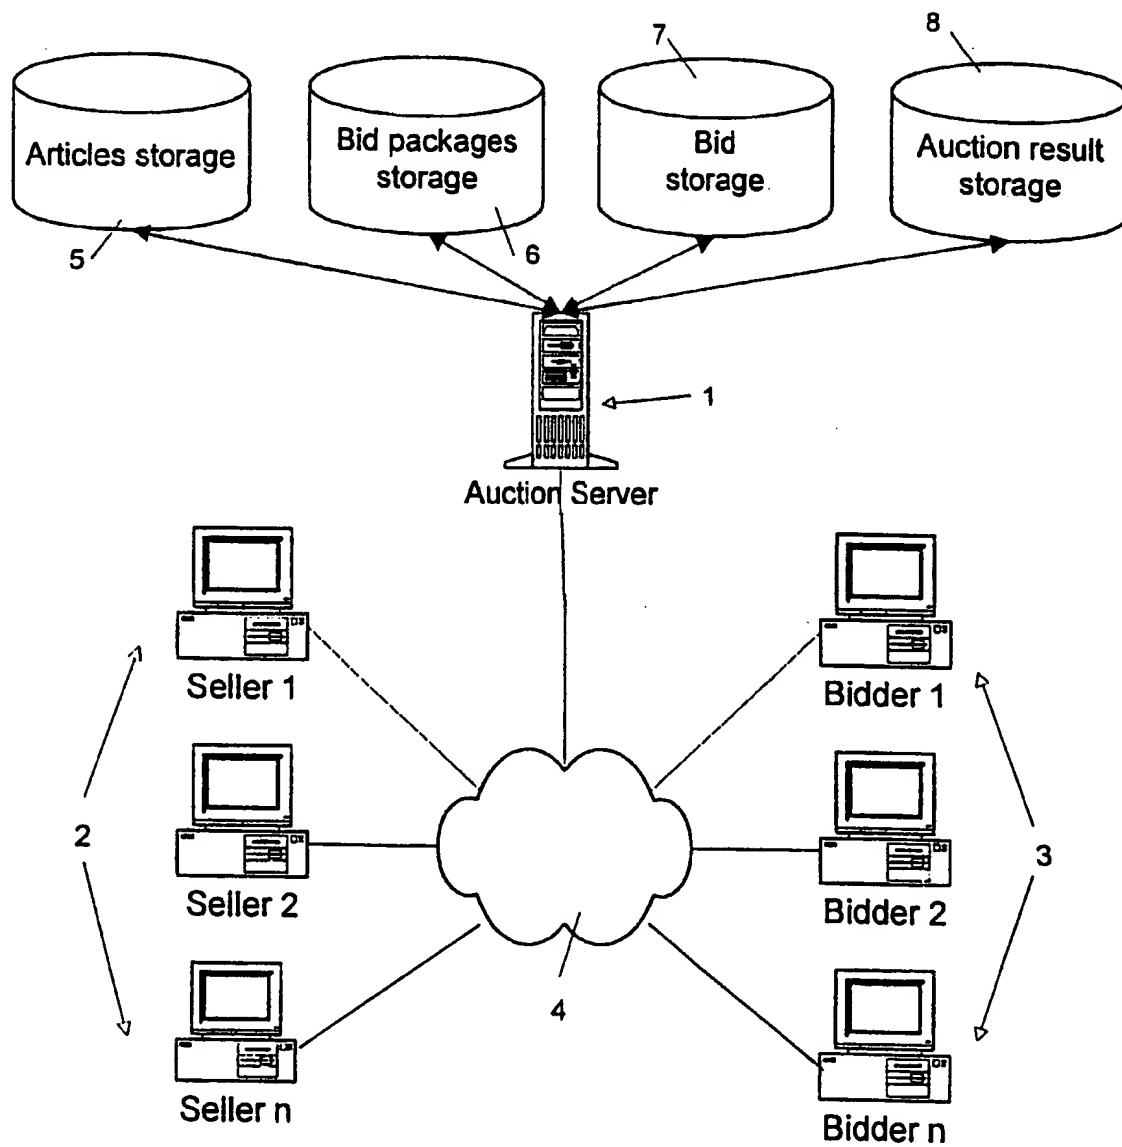 7
8
Articles storage
Bid packages
storage
Bid
storage
Auction result
storage
5
6
1
Auction Server
Seller 1
Bidder 1
2
3
Seller 2
Bidder 2
4
Seller n
Bidder n